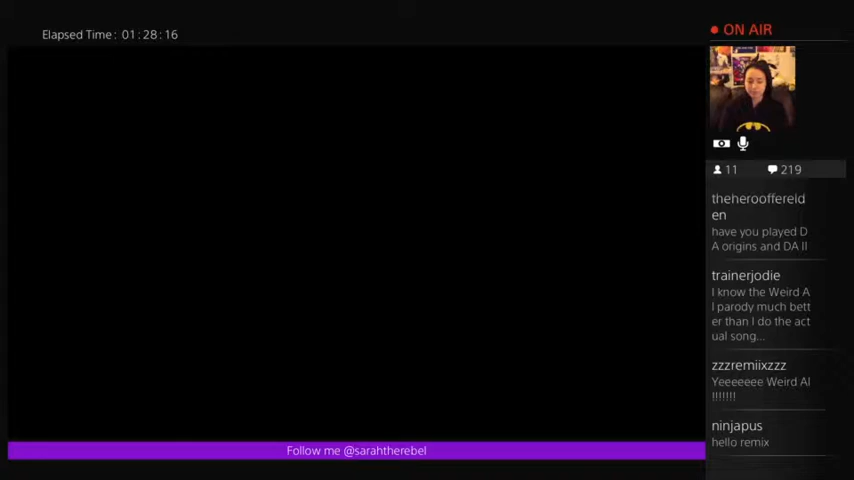 Elapsed Time: 01:28:16
ON AIR
11 219
theherooffereld
en
have you played D
A origins and DA II
trainerjodie
I know the Weird A
l parody much bett
er than I do the act
ual song...
zzzremiixzzz
Yeeeeeee Weird Al
!!!!!!!
ninjapus
hello remix
Follow me @sarahtherebel